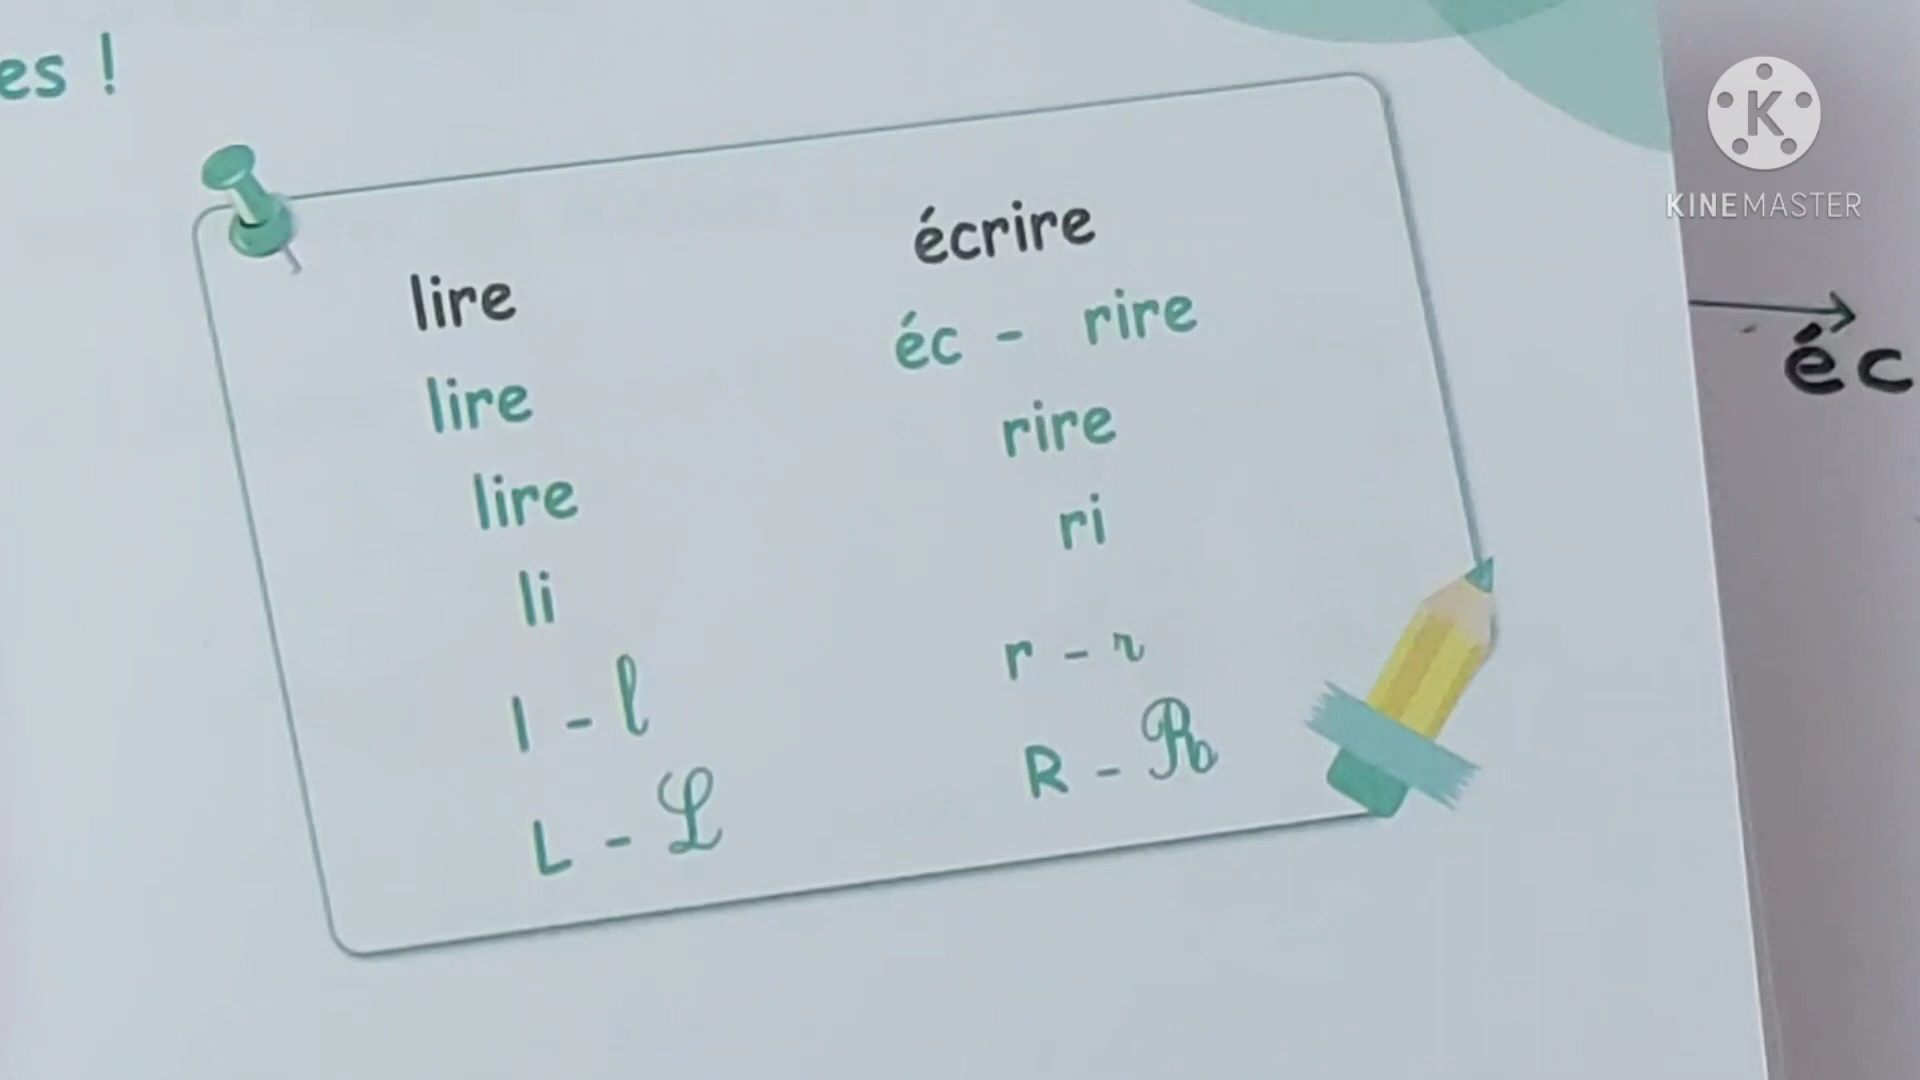 es !
KINEMASTER
lire
lire
lire
li
l - l
L - L
écrire
éc - rire
rire
ri
r - r
R - R
éc